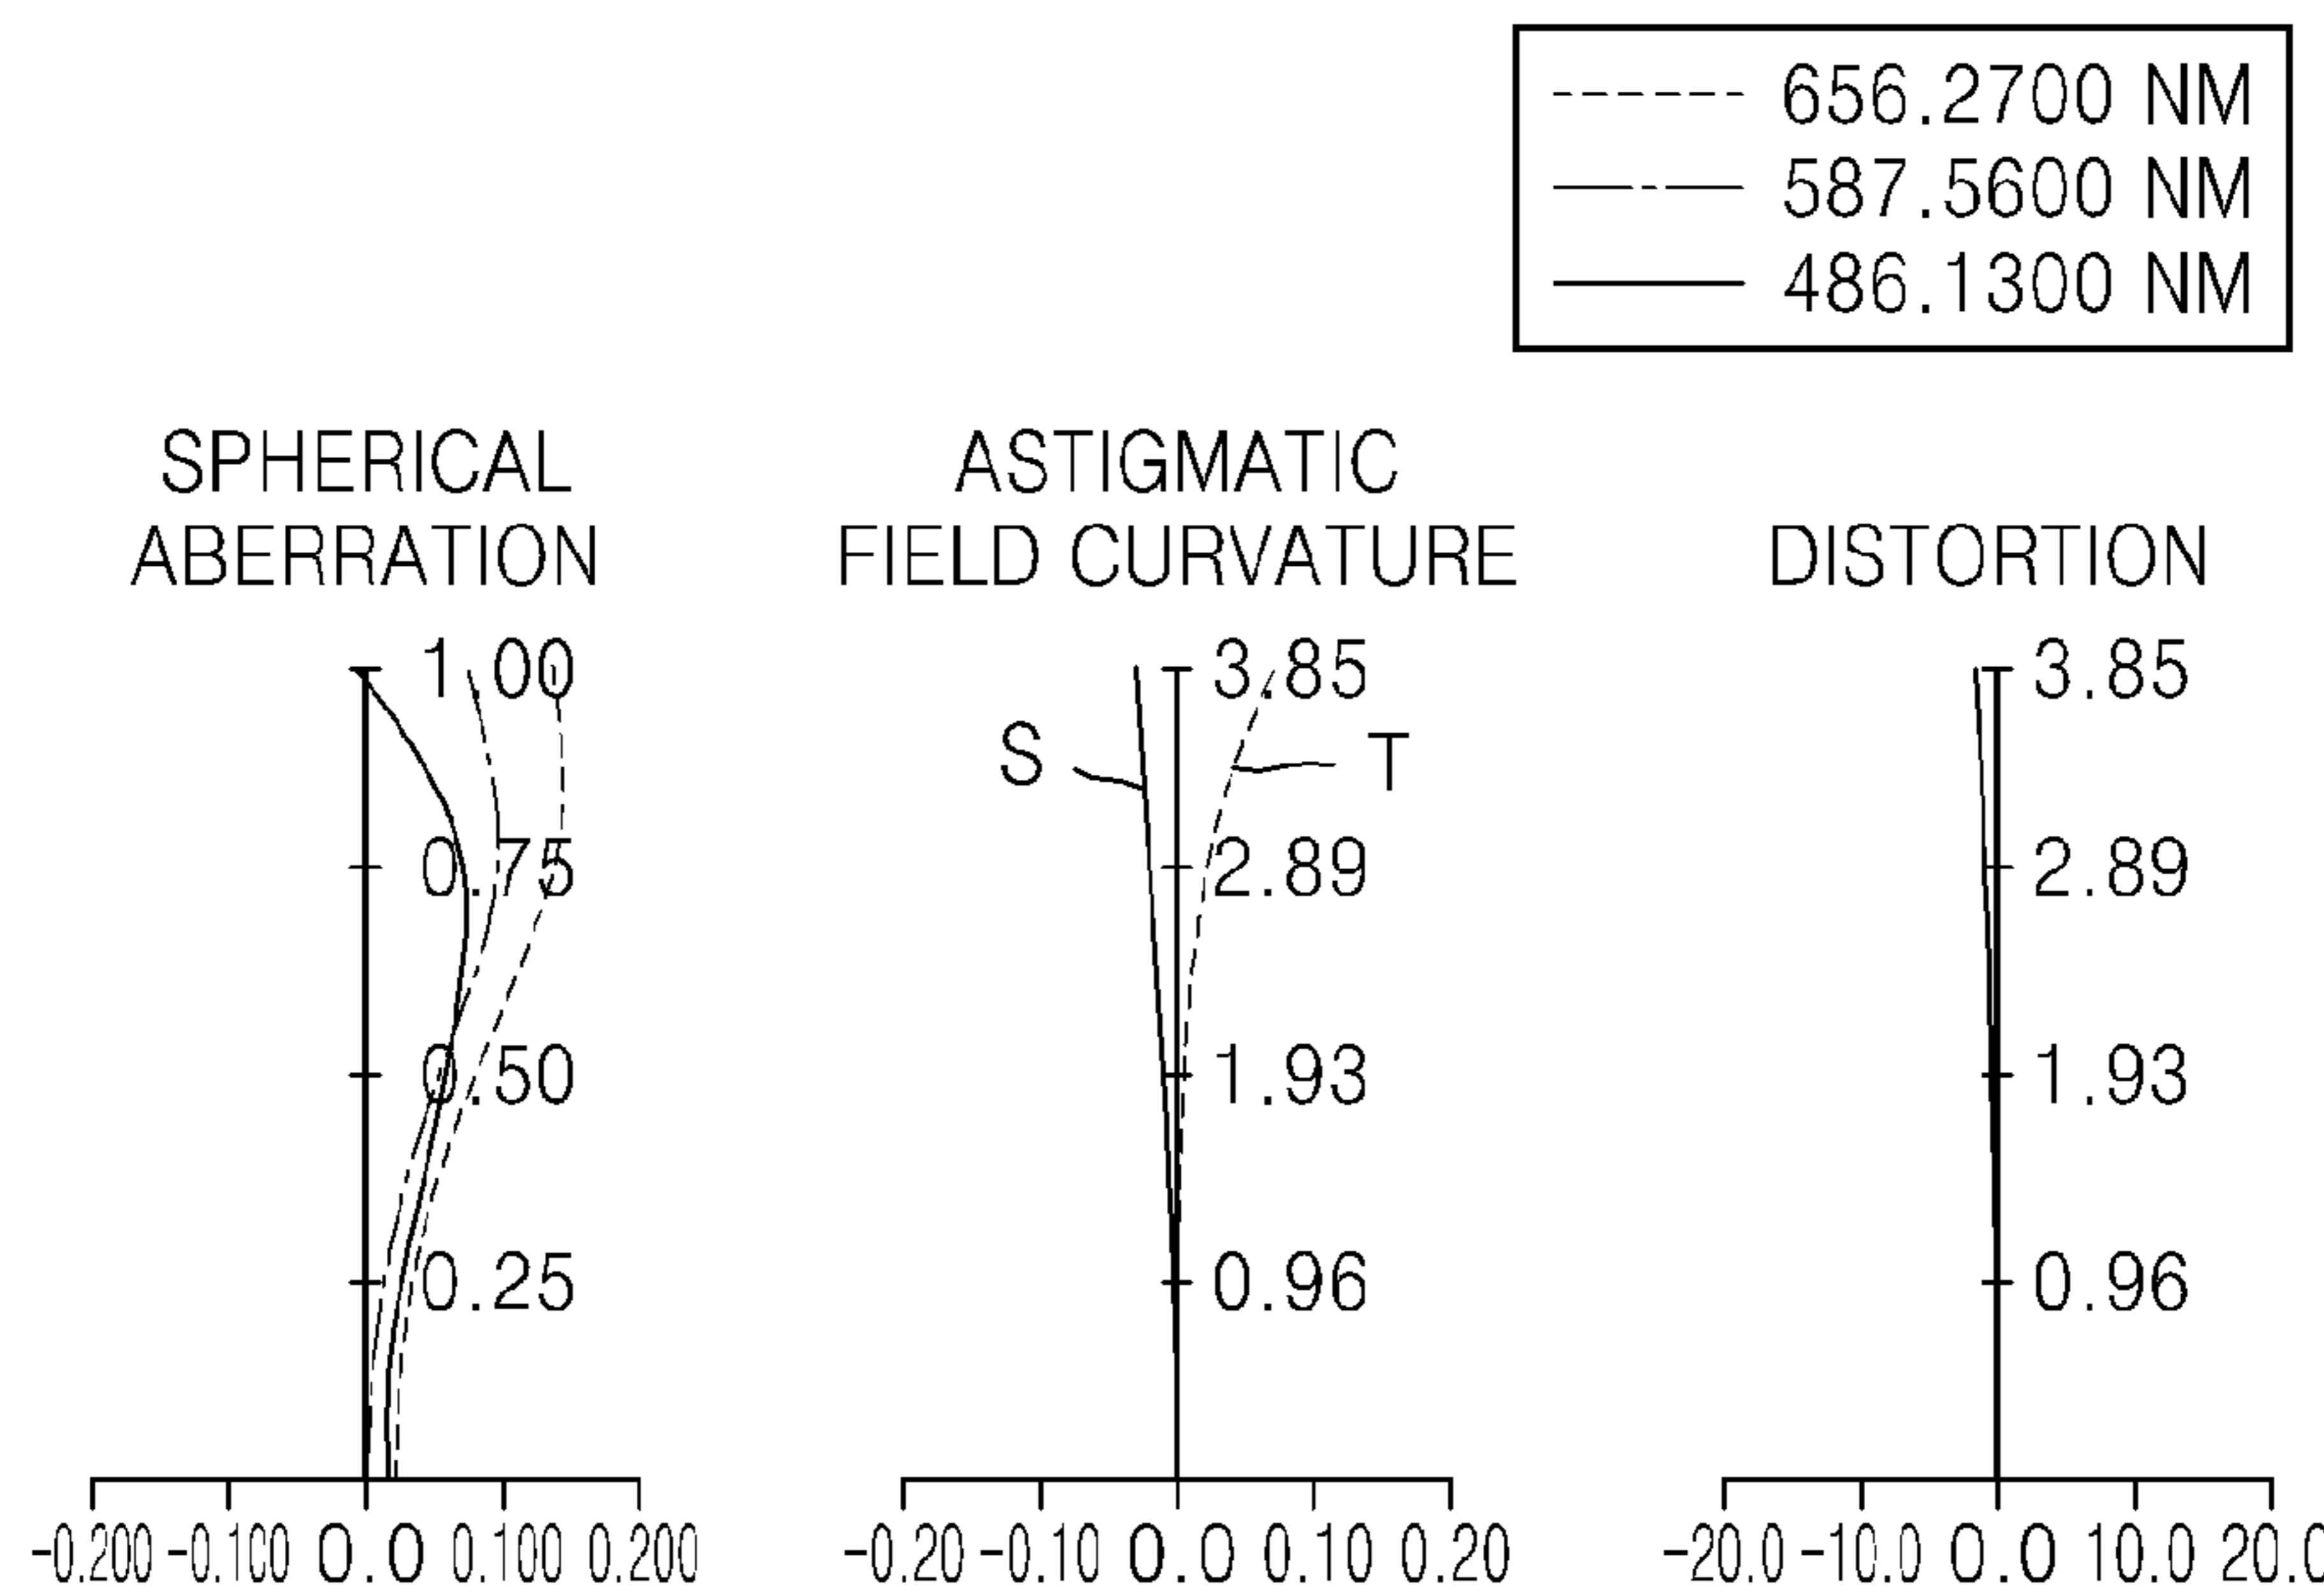 656.2700 NM
587.5600 NM
486.1300 NM
SPHERICAL
ABERRATION
1.00
0.75
0.50
0.25
-0.200 -0.100 0.0 0.100 0.200
ASTIGMATIC
FIELD CURVATURE
3.85
S T
2.89
1.93
0.96
-0.20 -0.10 0.0 0.10 0.20
DISTORTION
3.85
2.89
1.93
0.96
-20.0 -10.0 0.0 10.0 20.0